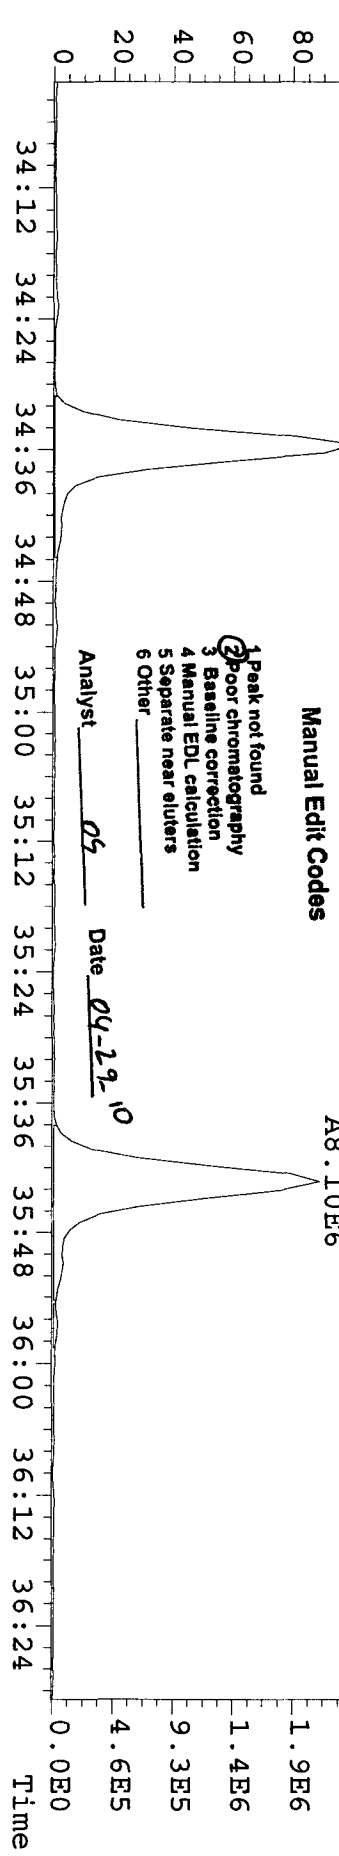 A8.10E6
80
60
40
20
0
1.9E6
1.4E6
9.3E5
4.6E5
0.0E0
34:12 34:24 34:36 34:48 35:00 35:12 35:24 35:36 35:48 36:00 36:12 36:24 Time
Manual Edit Codes
1 Peak not found
2 Poor chromatography
3 Baseline correction
4 Manual EDL calculation
5 Separate near eluters
6 Other
Analyst Date 04-29-10